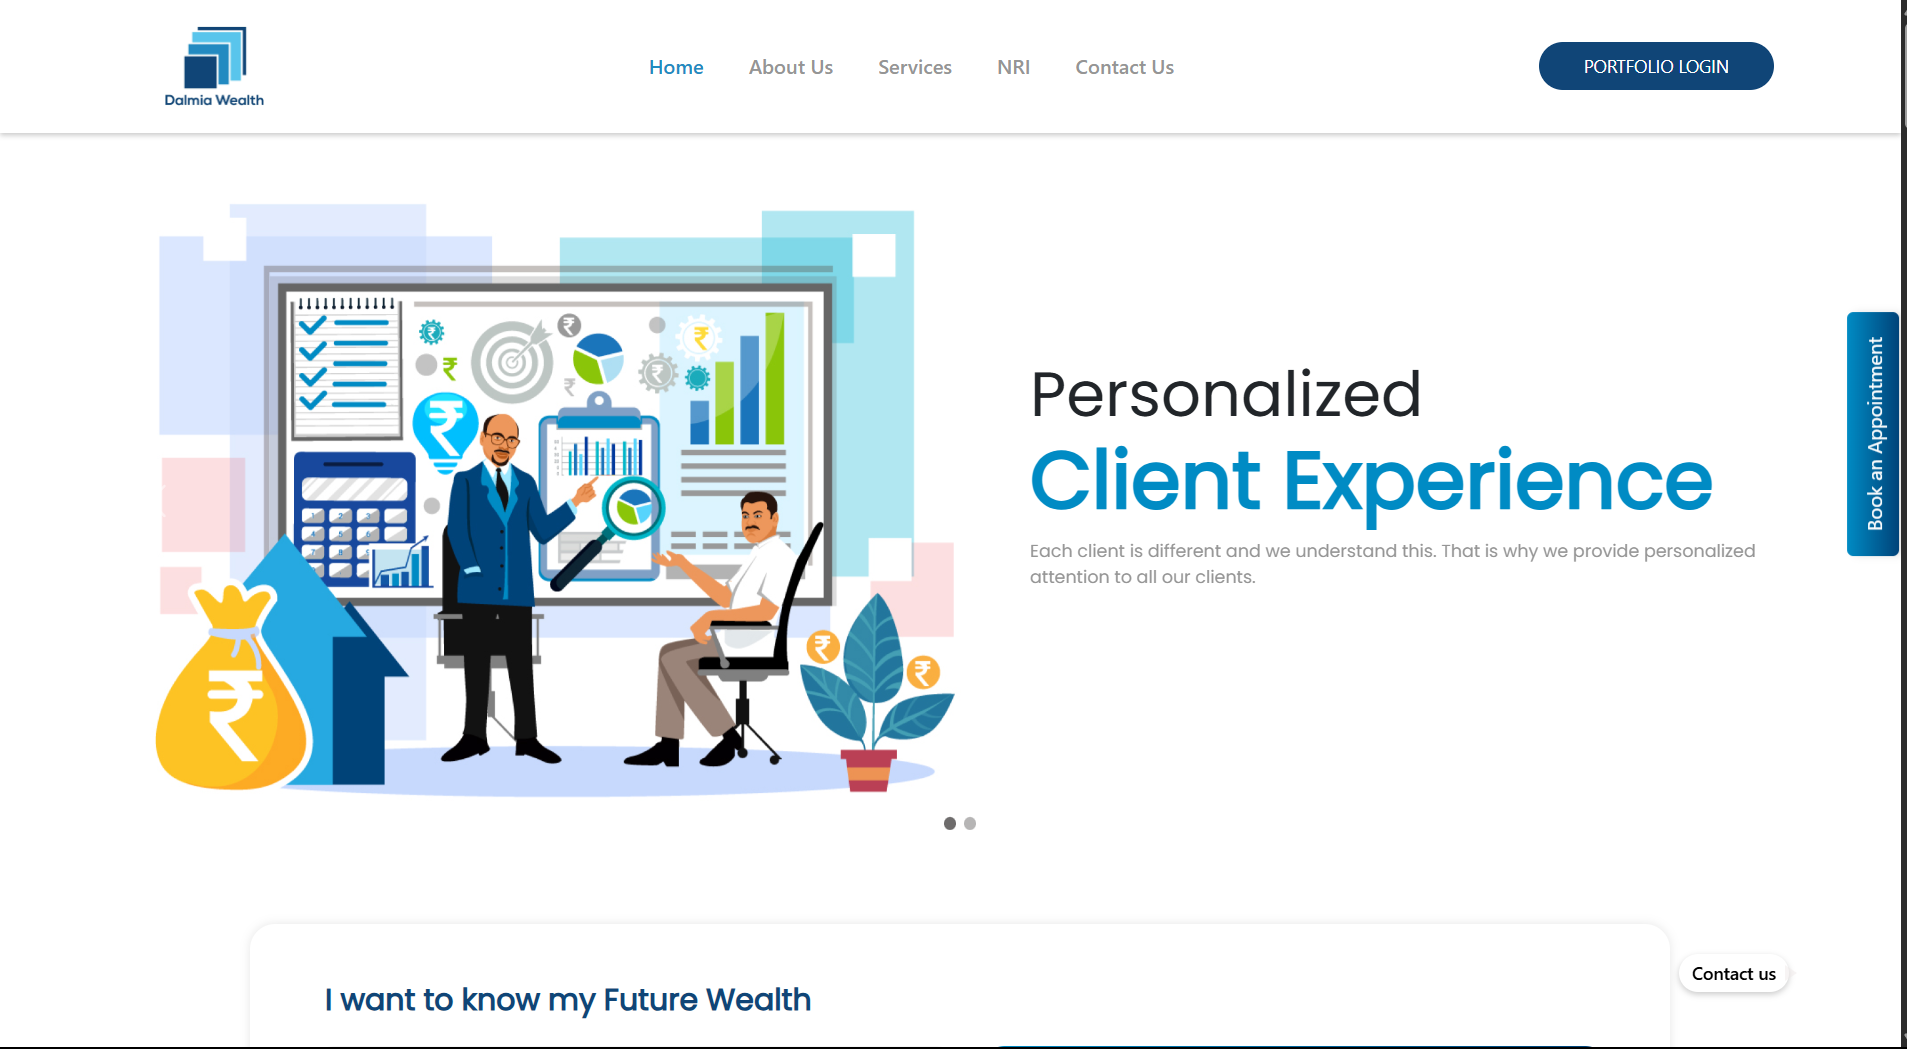 Dalmia Wealth
Home
About Us
Services
NRI
Contact Us
PORTFOLIO LOGIN
Personalized
Client Experience
Each client is different and we understand this. That is why we provide personalized
attention to all our clients.
Book an Appointment
I want to know my Future Wealth
Contact us